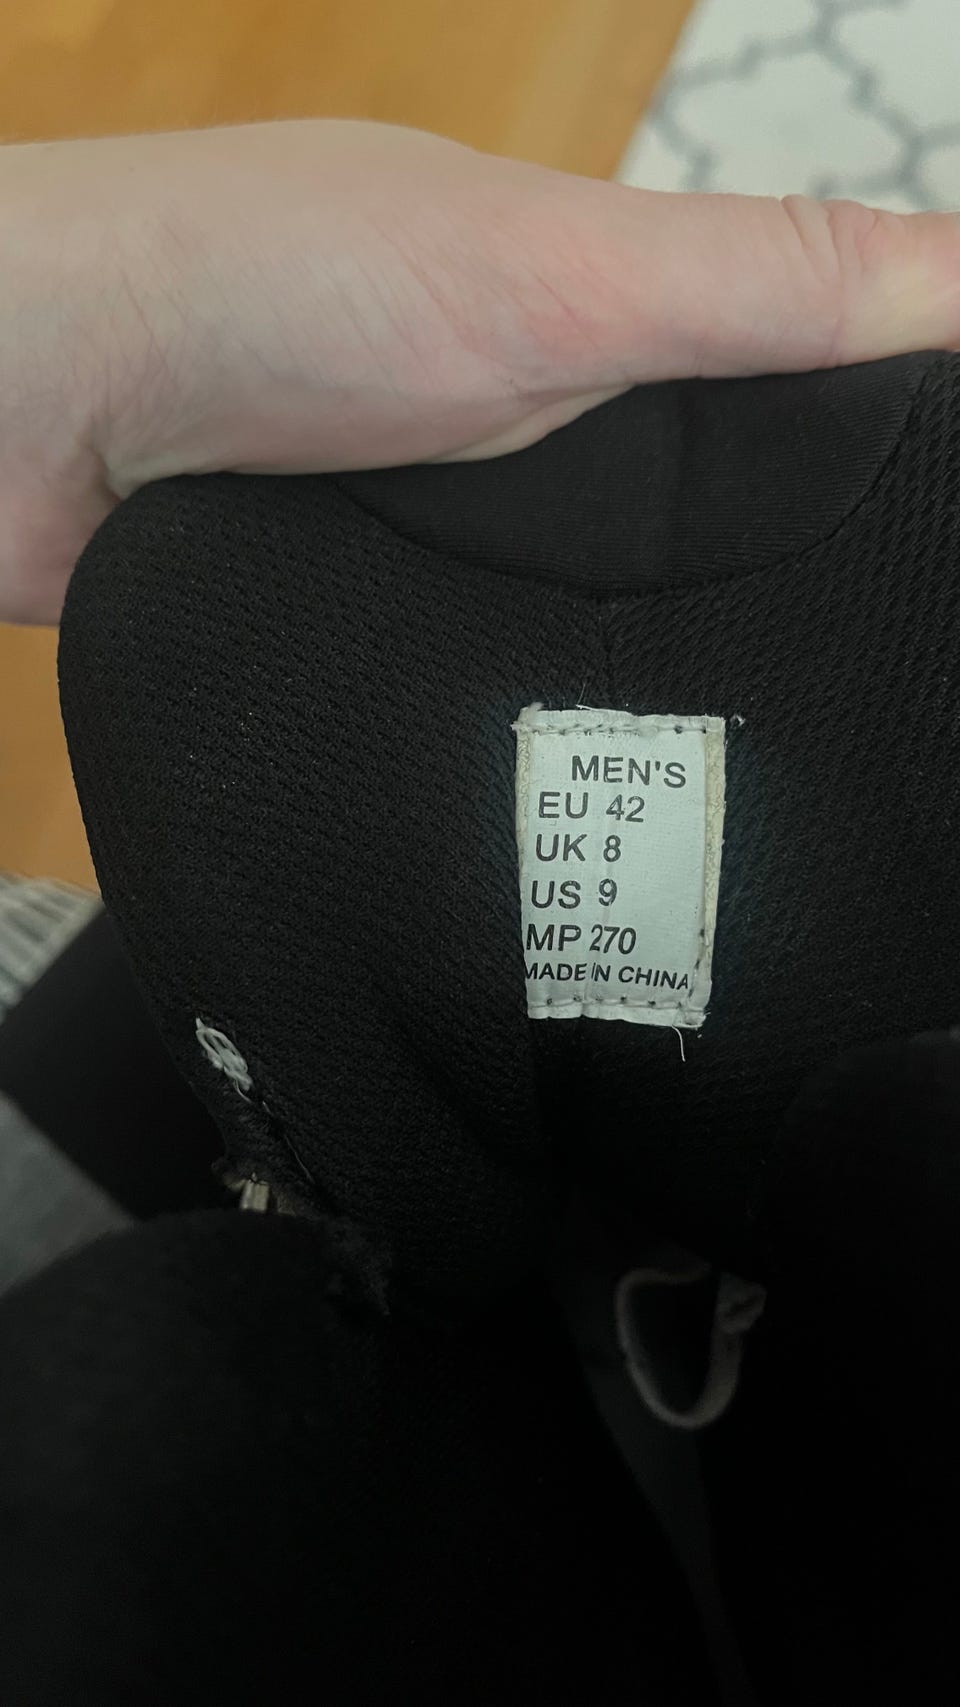 MEN'S
EU 42
UK 8
US 9
MP 270
MADE IN CHINA